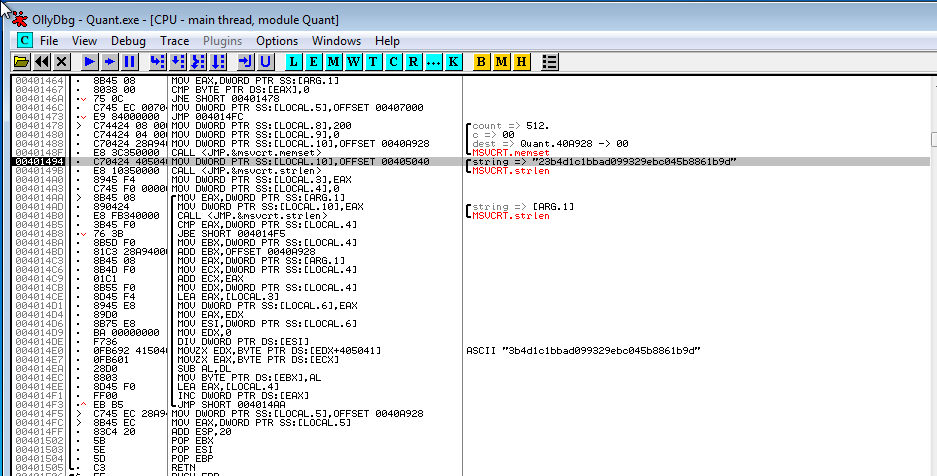 OllyDbg - Quant.exe - [CPU - main thread, module Quant]
C File View Debug Trace Plugins Options Windows Help
L E M W T C R ... K B M H
00401464 8B45 08 MOV EAX,DWORD PTR SS:[ARG.1]
00401467 8038 00 CMP BYTE PTR DS:[EAX],0
0040146A 75 0C JNE SHORT 00401478
0040146C C745 EC 0070 MOV DWORD PTR SS:[LOCAL.5],OFFSET 00407000
00401473 E9 84000000 JMP 004014FC
00401478 C74424 08 00 MOV DWORD PTR SS:[LOCAL.8],200 count => 512.
00401480 C74424 04 00 MOV DWORD PTR SS:[LOCAL.9],0 c => 00
00401488 C70424 28A94 MOV DWORD PTR SS:[LOCAL.10],OFFSET 0040A928 dest => Quant.40A928 -> 00
0040148F E8 3C350000 CALL <JMP.&msvcrt.memset> MSVCRT.memset
00401494 C70424 40504 MOV DWORD PTR SS:[LOCAL.10],OFFSET 00405040 string => "23b4d1c1bbad099329ebc045b8861b9d"
0040149B E8 10350000 CALL <JMP.&msvcrt.strlen> MSVCRT.strlen
004014A0 8945 F4 MOV DWORD PTR SS:[LOCAL.3],EAX
004014A3 C745 F0 00000 MOV DWORD PTR SS:[LOCAL.4],0
004014AA 8B45 08 MOV EAX,DWORD PTR SS:[ARG.1]
004014AD 890424 MOV DWORD PTR SS:[LOCAL.10],EAX string => [ARG.1]
004014B0 E8 FB340000 CALL <JMP.&msvcrt.strlen> MSVCRT.strlen
004014B5 3B45 F0 CMP EAX,DWORD PTR SS:[LOCAL.4]
004014B8 76 3B JBE SHORT 004014F5
004014BA 8B5D F0 MOV EBX,DWORD PTR SS:[LOCAL.4]
004014BD 81C3 28A9400 ADD EBX,OFFSET 0040A928
004014C3 8B45 08 MOV EAX,DWORD PTR SS:[ARG.1]
004014C6 8B4D F0 MOV ECX,DWORD PTR SS:[LOCAL.4]
004014C9 01C1 ADD ECX,EAX
004014CB 8B55 F0 MOV EDX,DWORD PTR SS:[LOCAL.4]
004014CE 8D45 F4 LEA EAX,[LOCAL.3]
004014D1 8945 E8 MOV DWORD PTR SS:[LOCAL.6],EAX
004014D4 89D0 MOV EAX,EDX
004014D6 8B75 E8 MOV ESI,DWORD PTR SS:[LOCAL.6]
004014D9 BA 00000000 MOV EDX,0
004014DE F736 DIV DWORD PTR DS:[ESI]
004014E0 0FB692 415040 MOVZX EDX,BYTE PTR DS:[EDX+405041] ASCII "3b4d1c1bbad099329ebc045b8861b9d"
004014E7 0FB601 MOVZX EAX,BYTE PTR DS:[ECX]
004014EA 28D0 SUB AL,DL
004014EC 8803 MOV BYTE PTR DS:[EBX],AL
004014EE 8D45 F0 LEA EAX,[LOCAL.4]
004014F1 FF00 INC DWORD PTR DS:[EAX]
004014F3 EB B5 JMP SHORT 004014AA
004014F5 C745 EC 28A9 MOV DWORD PTR SS:[LOCAL.5],OFFSET 0040A928
004014FC 8B45 EC MOV EAX,DWORD PTR SS:[LOCAL.5]
004014FF 83C4 20 ADD ESP,20
00401502 5B POP EBX
00401503 5E POP ESI
00401504 5D POP EBP
00401505 C3 RETN